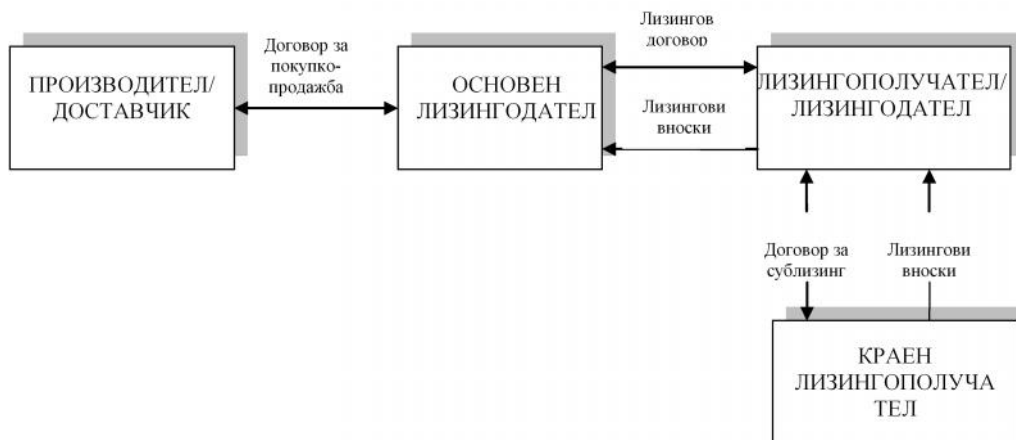 ПРОИЗВОДИТЕЛ/
ДОСТАВЧИК
Договор за
покупко-
продажба
ОСНОВЕН
ЛИЗИНГОДАТЕЛ
Лизингов
договор
Лизингови
вноски
ЛИЗИНГОПОЛУЧАТЕЛ/
ЛИЗИНГОДАТЕЛ
Договор за
сублизинг
Лизингови
вноски
КРАЕН
ЛИЗИНГОПОЛУЧА
ТЕЛ